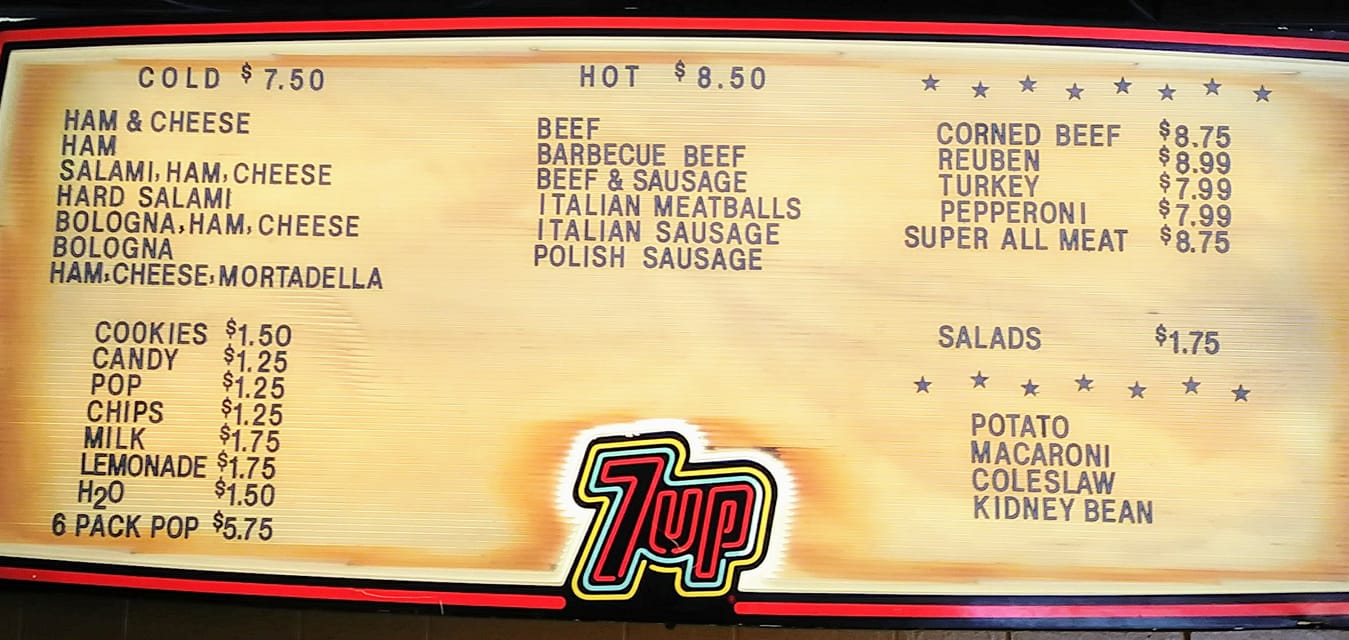 COLD $7.50
HAM & CHEESE
HAM
SALAMI, HAM, CHEESE
HARD SALAMI
BOLOGNA, HAM, CHEESE
BOLOGNA
HAM, CHEESE, MORTADELLA
COOKIES $1.50
CANDY $1.25
POP $1.25
CHIPS $1.25
MILK $1.75
LEMONADE $1.75
H2O $1.50
6 PACK POP $5.75
HOT $8.50
BEEF
BARBECUE BEEF
BEEF & SAUSAGE
ITALIAN MEATBALLS
ITALIAN SAUSAGE
POLISH SAUSAGE
7up
CORNED BEEF $8.75
REUBEN $8.99
TURKEY $7.99
PEPPERONI $7.99
SUPER ALL MEAT $8.75
SALADS $1.75
POTATO
MACARONI
COLESLAW
KIDNEY BEAN